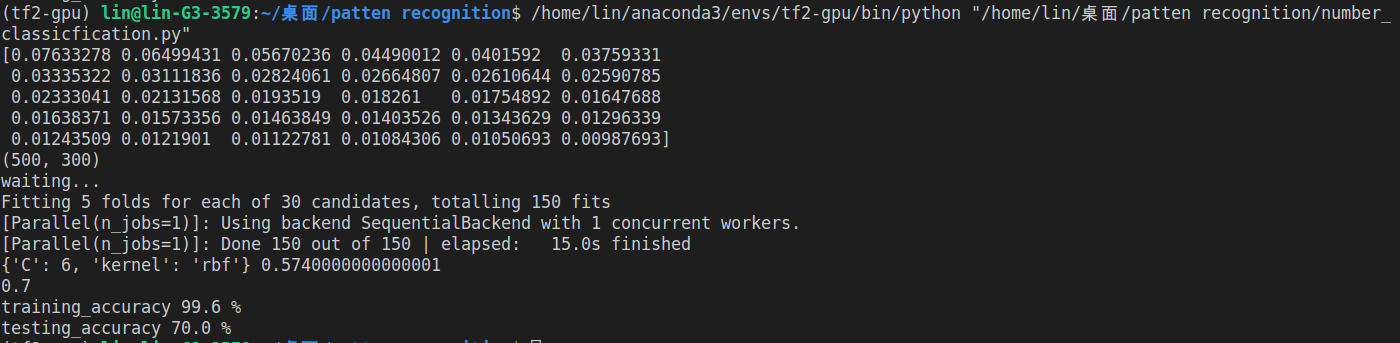 (tf2-gpu) lin@lin-G3-3579:~/桌面/patten recognition$ /home/lin/anaconda3/envs/tf2-gpu/bin/python "/home/lin/桌面/patten recognition/number_
classicfication.py"
[0.07633278 0.06499431 0.05670236 0.04490012 0.0401592  0.03759331
 0.03335322 0.03111836 0.02824061 0.02664807 0.02610644 0.02590785
 0.02333041 0.02131568 0.0193519  0.018261   0.01754892 0.01647688
 0.01638371 0.01573356 0.01463849 0.01403526 0.01343629 0.01296339
 0.01243509 0.0121901  0.01122781 0.01084306 0.01050693 0.00987693]
(500, 300)
waiting...
Fitting 5 folds for each of 30 candidates, totalling 150 fits
[Parallel(n_jobs=1)]: Using backend SequentialBackend with 1 concurrent workers.
[Parallel(n_jobs=1)]: Done 150 out of 150 | elapsed:   15.0s finished
{'C': 6, 'kernel': 'rbf'} 0.5740000000000001
0.7
training_accuracy 99.6 %
testing_accuracy 70.0 %